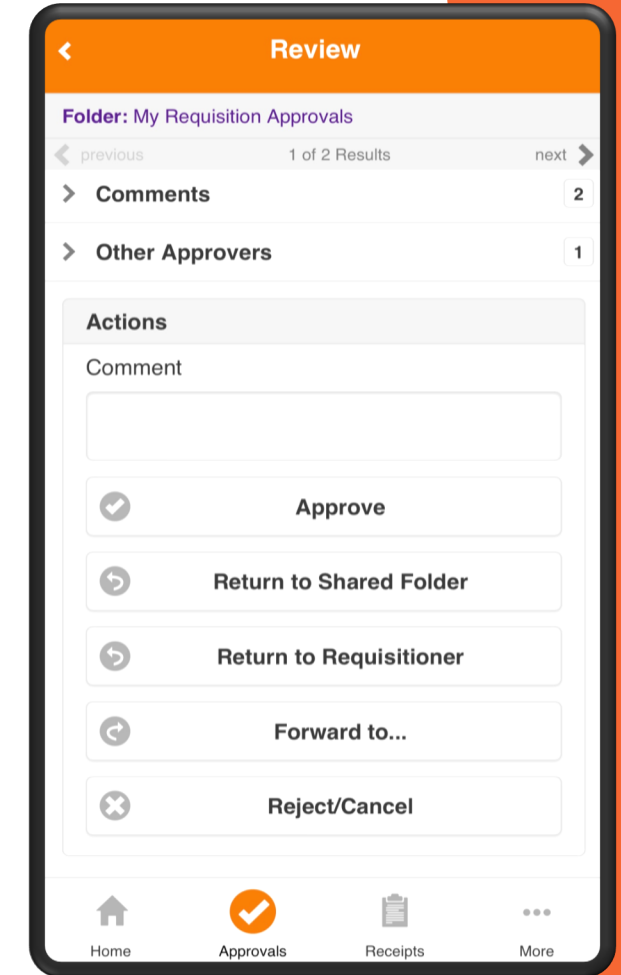 Review
Folder: My Requisition Approvals
previous 1 of 2 Results next
Comments 2
Other Approvers 1
Actions
Comment
Approve
Return to Shared Folder
Return to Requisitioner
Forward to...
Reject/Cancel
Home Approvals Receipts More